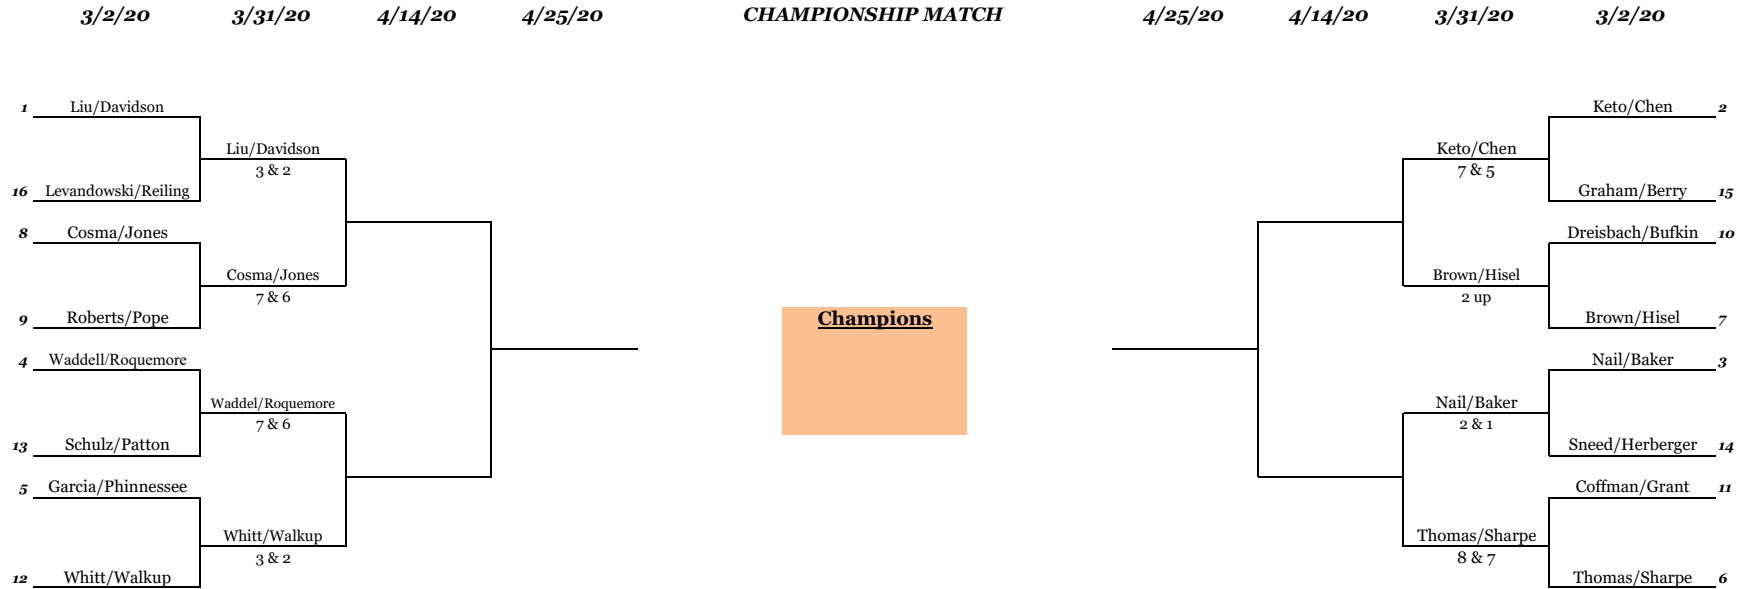 3/2/20 3/31/20 4/14/20 4/25/20 CHAMPIONSHIP MATCH 4/25/20 4/14/20 3/31/20 3/2/20
1 Liu/Davidson Keto/Chen 2
Liu/Davidson Keto/Chen
3 & 2 7 & 5
16 Levandowski/Reiling Graham/Berry 15
8 Cosma/Jones Dreisbach/Bufkin 10
Cosma/Jones Brown/Hisel
7 & 6 2 up
9 Roberts/Pope Champions Brown/Hisel 7
4 Waddell/Roquemore Nail/Baker 3
Waddel/Roquemore Nail/Baker
7 & 6 2 & 1
13 Schulz/Patton Sneed/Herberger 14
5 Garcia/Phinnessee Coffman/Grant 11
Whitt/Walkup Thomas/Sharpe
3 & 2 8 & 7
12 Whitt/Walkup Thomas/Sharpe 6